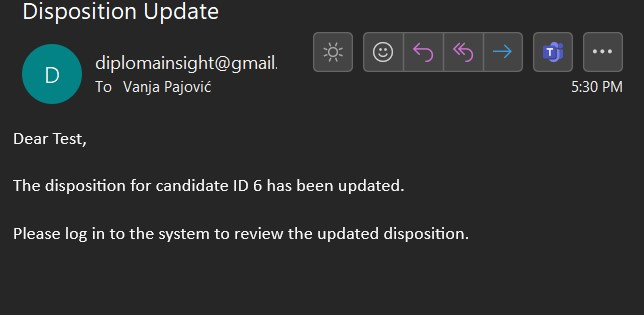 Disposition Update
D
diplomainsight@gmail.
To Vanja Pajović
5:30 PM
Dear Test,
The disposition for candidate ID 6 has been updated.
Please log in to the system to review the updated disposition.